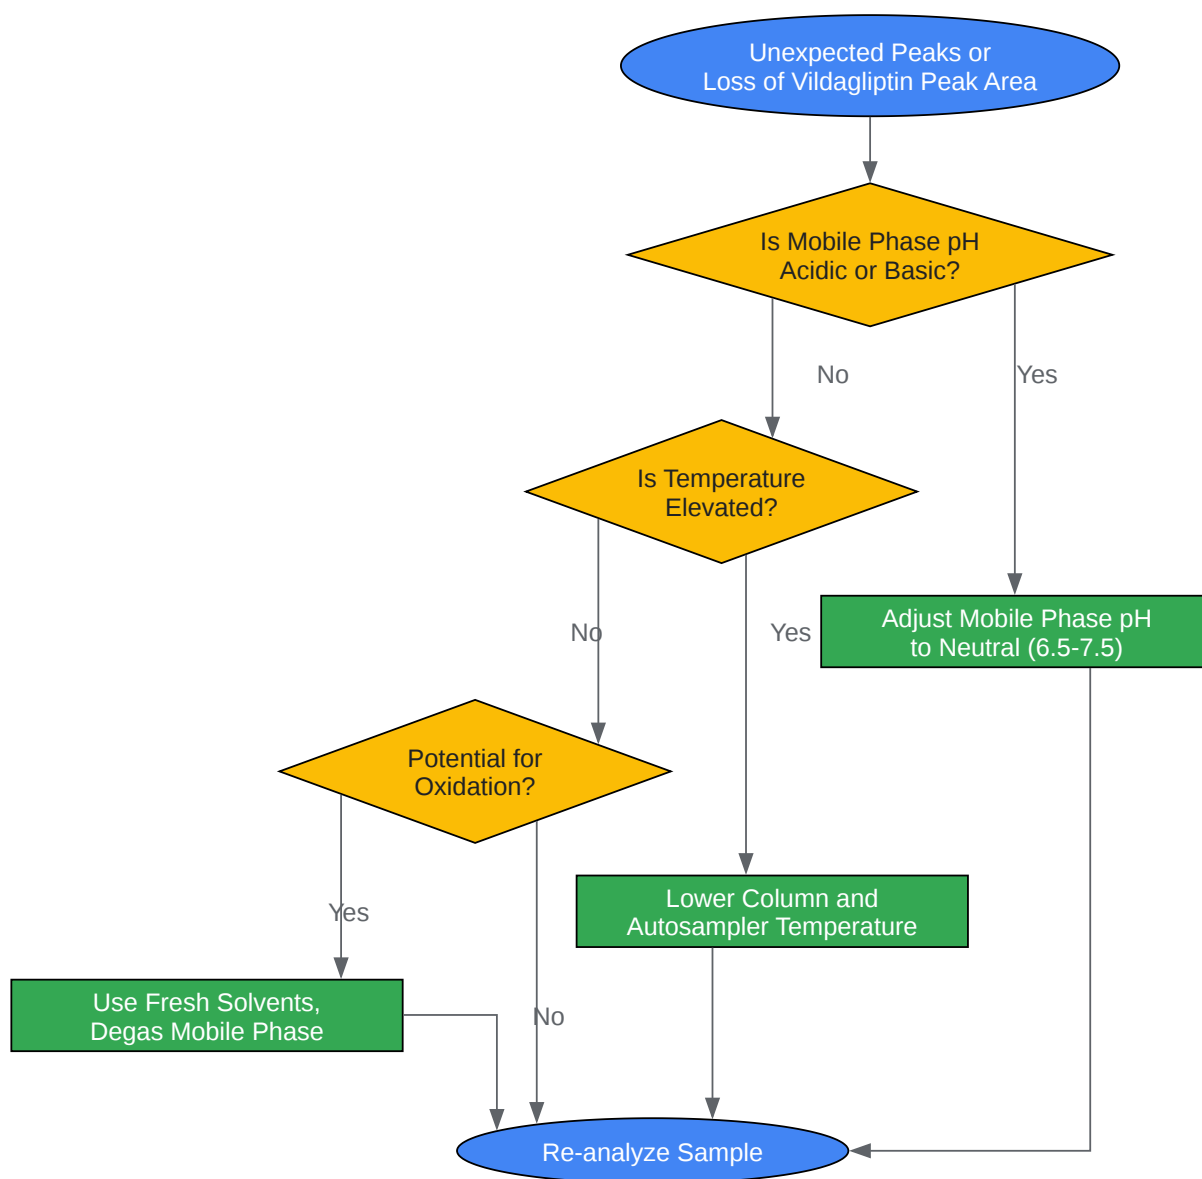 Unexpected Peaks or
Loss of Vildagliptin Peak Area
Is Mobile Phase pH
Acidic or Basic?
No
Yes
Is Temperature
Elevated?
No
Yes
Adjust Mobile Phase pH
to Neutral (6.5-7.5)
Potential for
Oxidation?
Yes
Lower Column and
Autosampler Temperature
Use Fresh Solvents,
Degas Mobile Phase
No
Re-analyze Sample